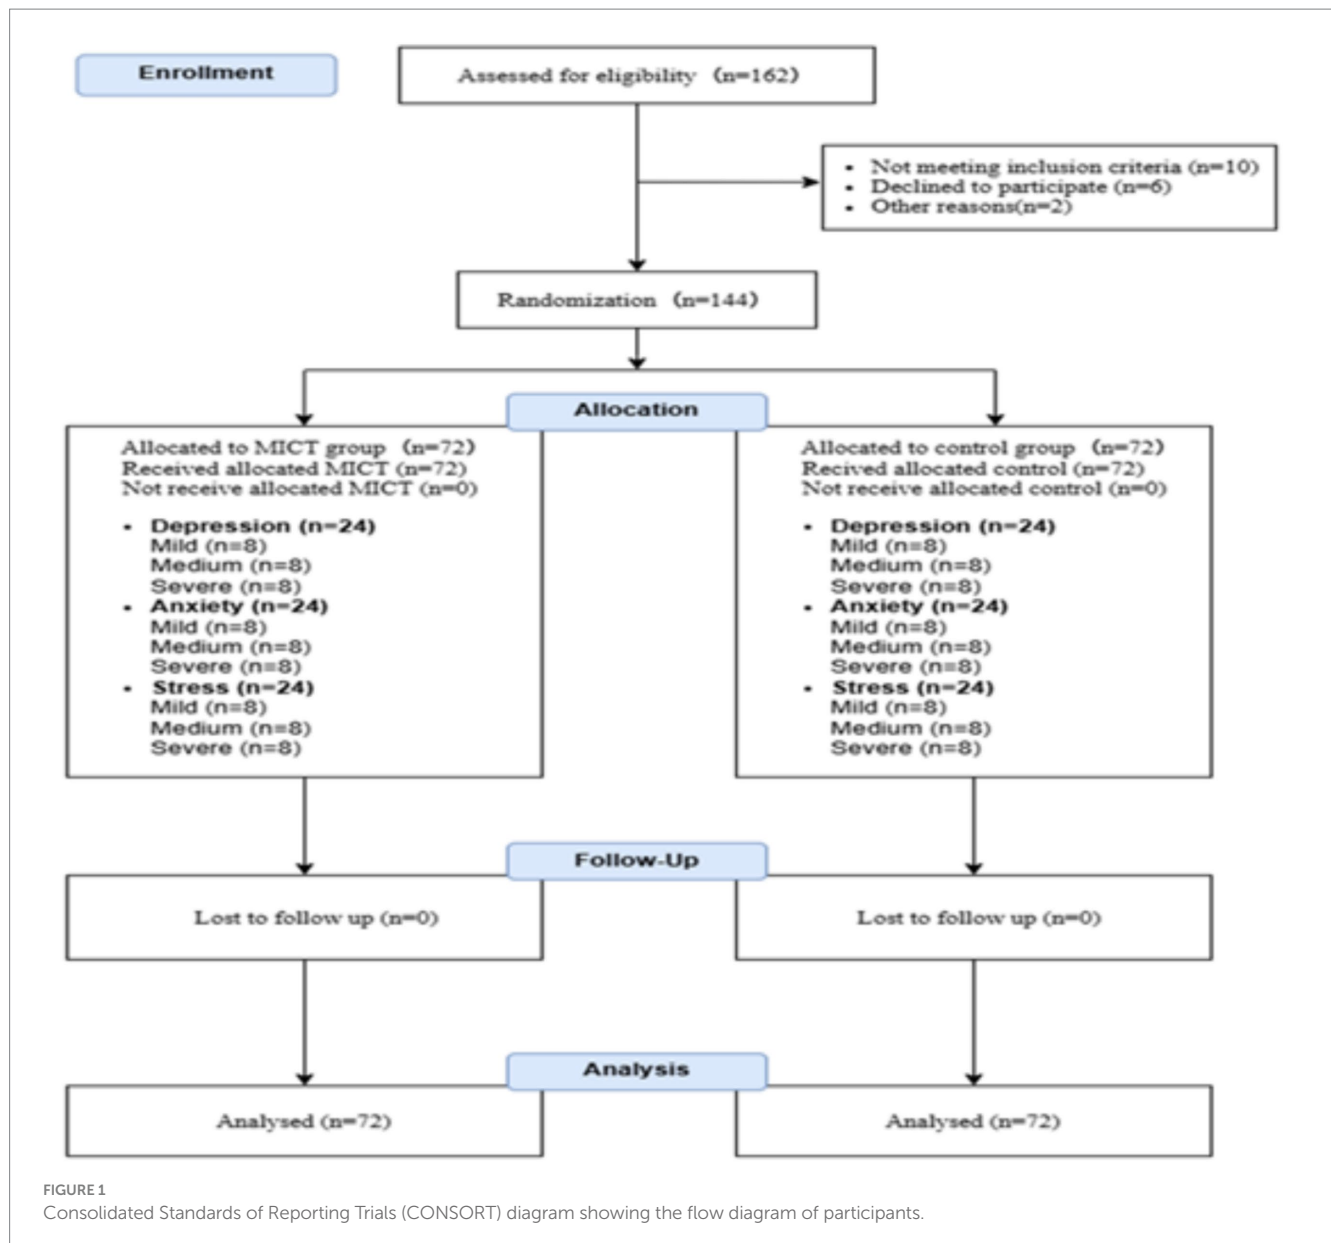 Enrollment
Assessed for eligibility (n=162)
• Not meeting inclusion criteria (n=10)
• Declined to participate (n=6)
• Other reasons(n=2)
Randomization (n=144)
Allocation
Allocated to MICT group (n=72)
Received allocated MICT (n=72)
Not receive allocated MICT (n=0)
• Depression (n=24)
Mild (n=8)
Medium (n=8)
Severe (n=8)
• Anxiety (n=24)
Mild (n=8)
Medium (n=8)
Severe (n=8)
• Stress (n=24)
Mild (n=8)
Medium (n=8)
Severe (n=8)
Allocated to control group (n=72)
Recived allocated control (n=72)
Not receive allocated control (n=0)
• Depression (n=24)
Mild (n=8)
Medium (n=8)
Severe (n=8)
• Anxiety (n=24)
Mild (n=8)
Medium (n=8)
Severe (n=8)
• Stress (n=24)
Mild (n=8)
Medium (n=8)
Severe (n=8)
Follow-Up
Lost to follow up (n=0)
Lost to follow up (n=0)
Analysis
Analysed (n=72)
Analysed (n=72)
FIGURE 1
Consolidated Standards of Reporting Trials (CONSORT) diagram showing the flow diagram of participants.